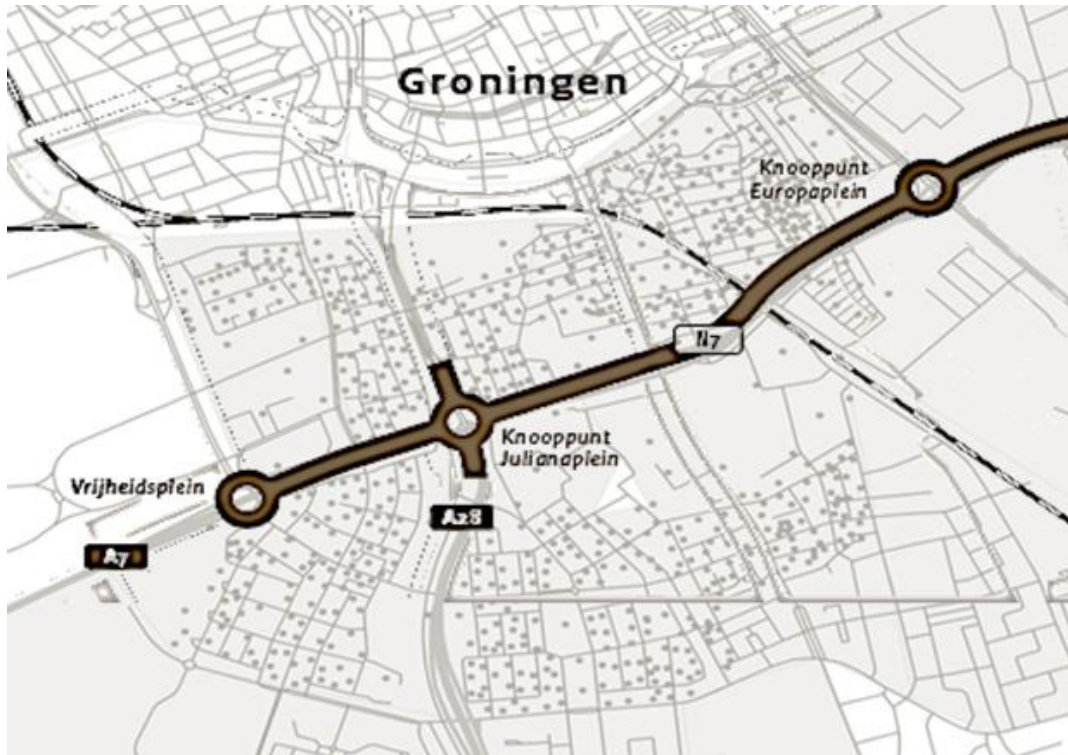 Groningen
Knooppunt
Europaplein
N7
Knooppunt
Julianaplein
Vrijheidsplein
A28
A7